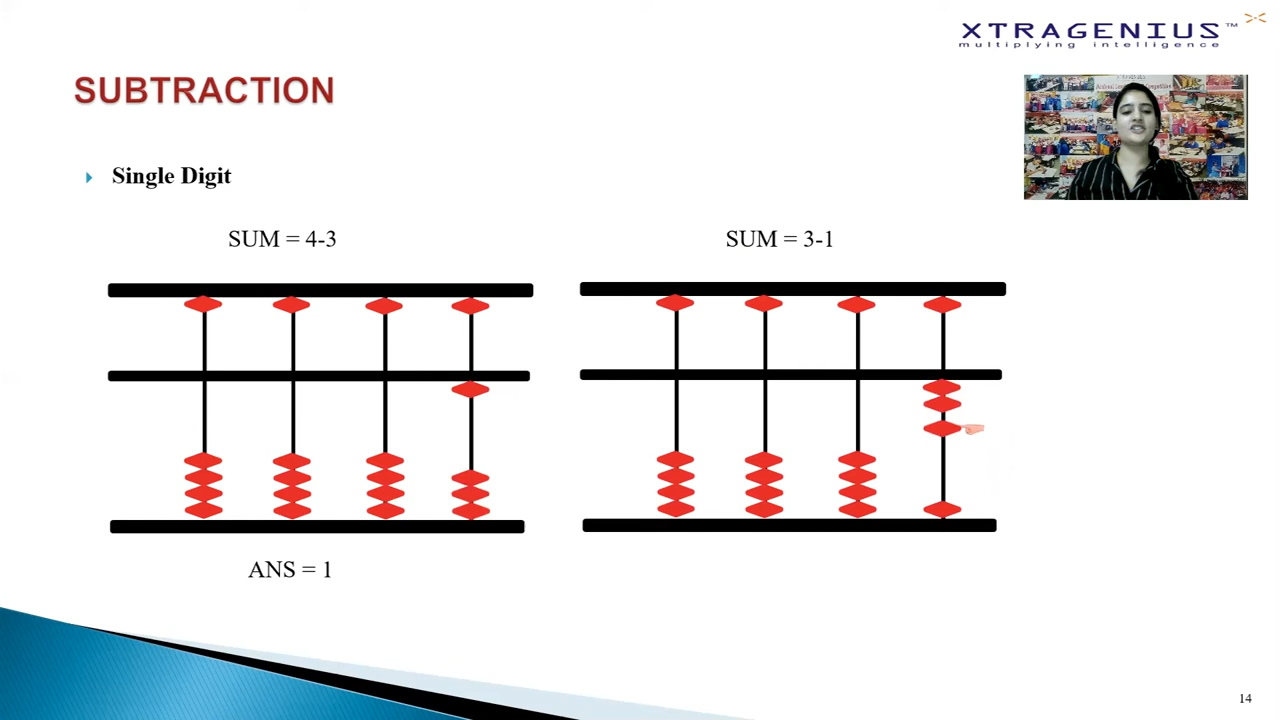 XTRAGENIUS™
multiplying intelligence
SUBTRACTION
Single Digit
SUM = 4-3
SUM = 3-1
ANS = 1
14